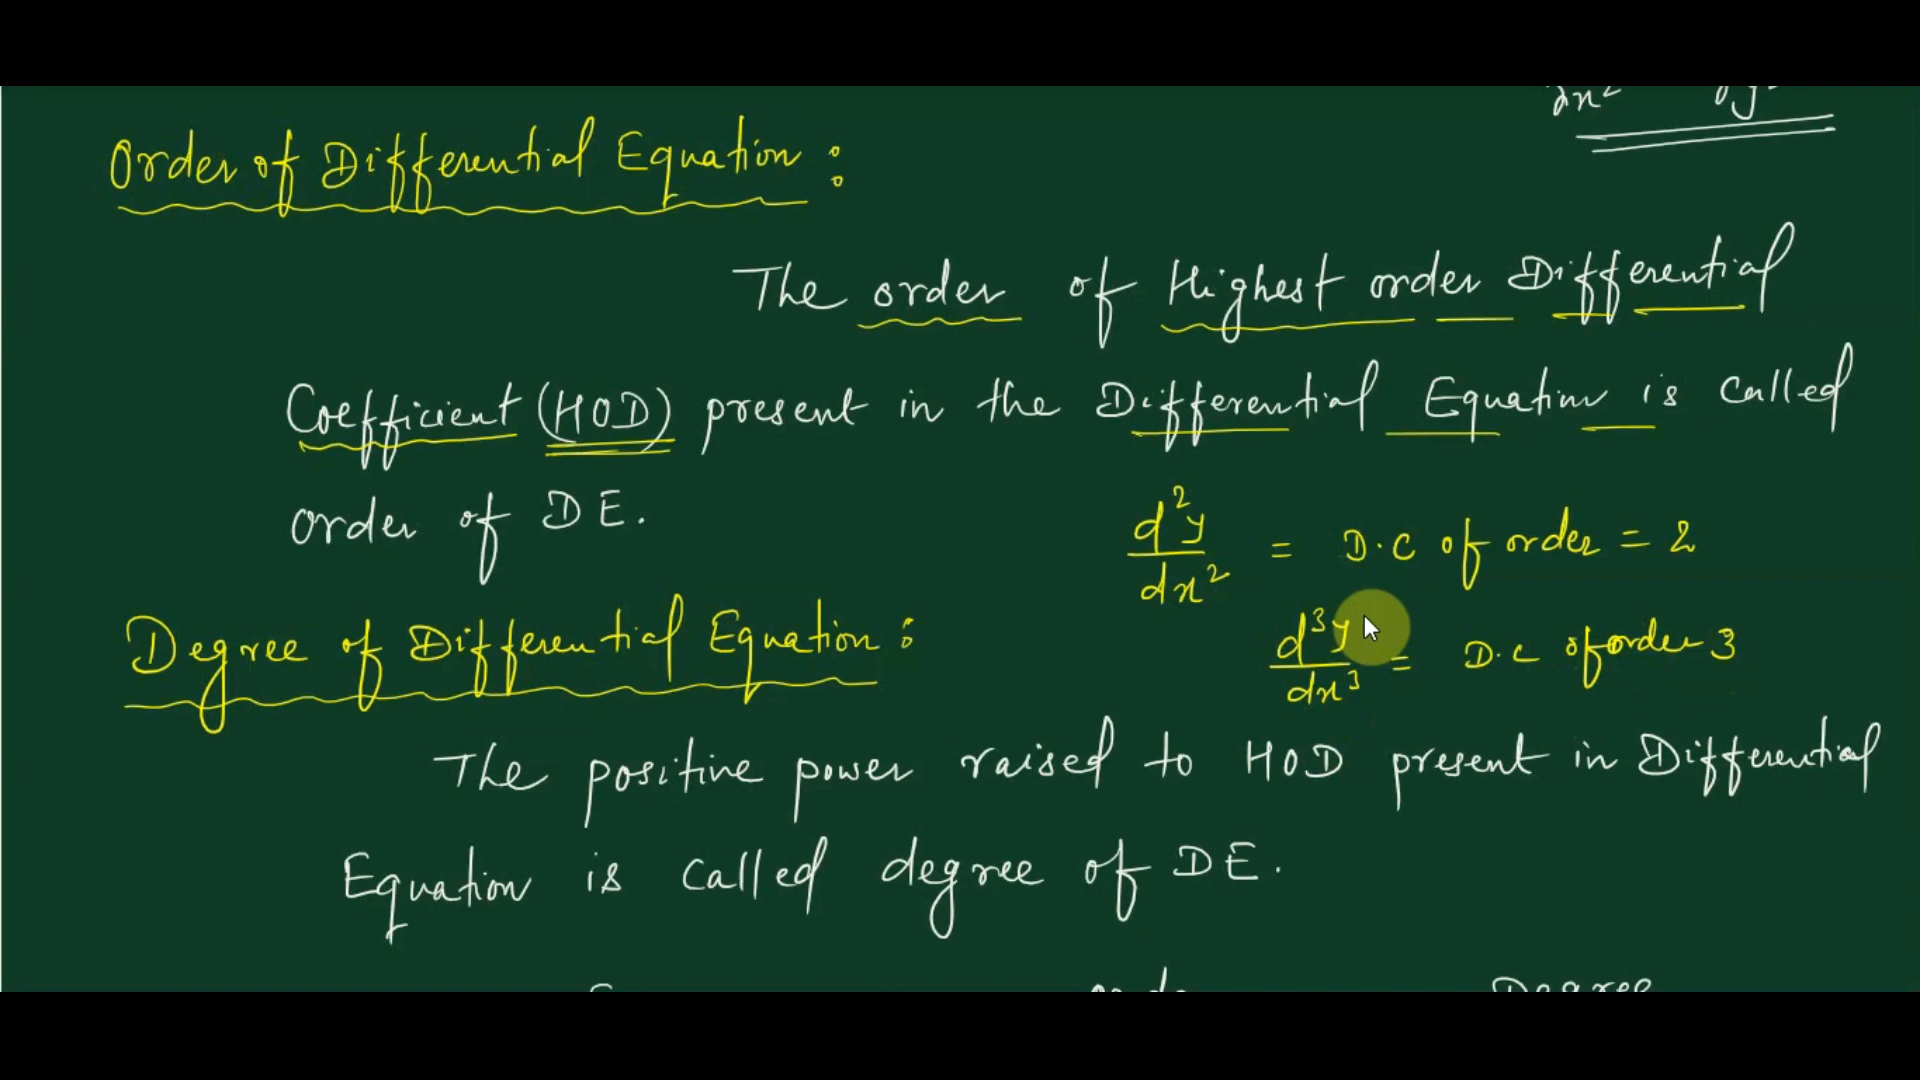 Order of Differential Equation :
The order of Highest order Differential
Coefficient (HOD) present in the Differential Equation is called
order of DE.
d²y/dx² = D.C of order = 2
d³y/dx³ = D.C of order 3
Degree of Differential Equation :
The positive power raised to HOD present in Differential
Equation is called degree of DE.
Degree